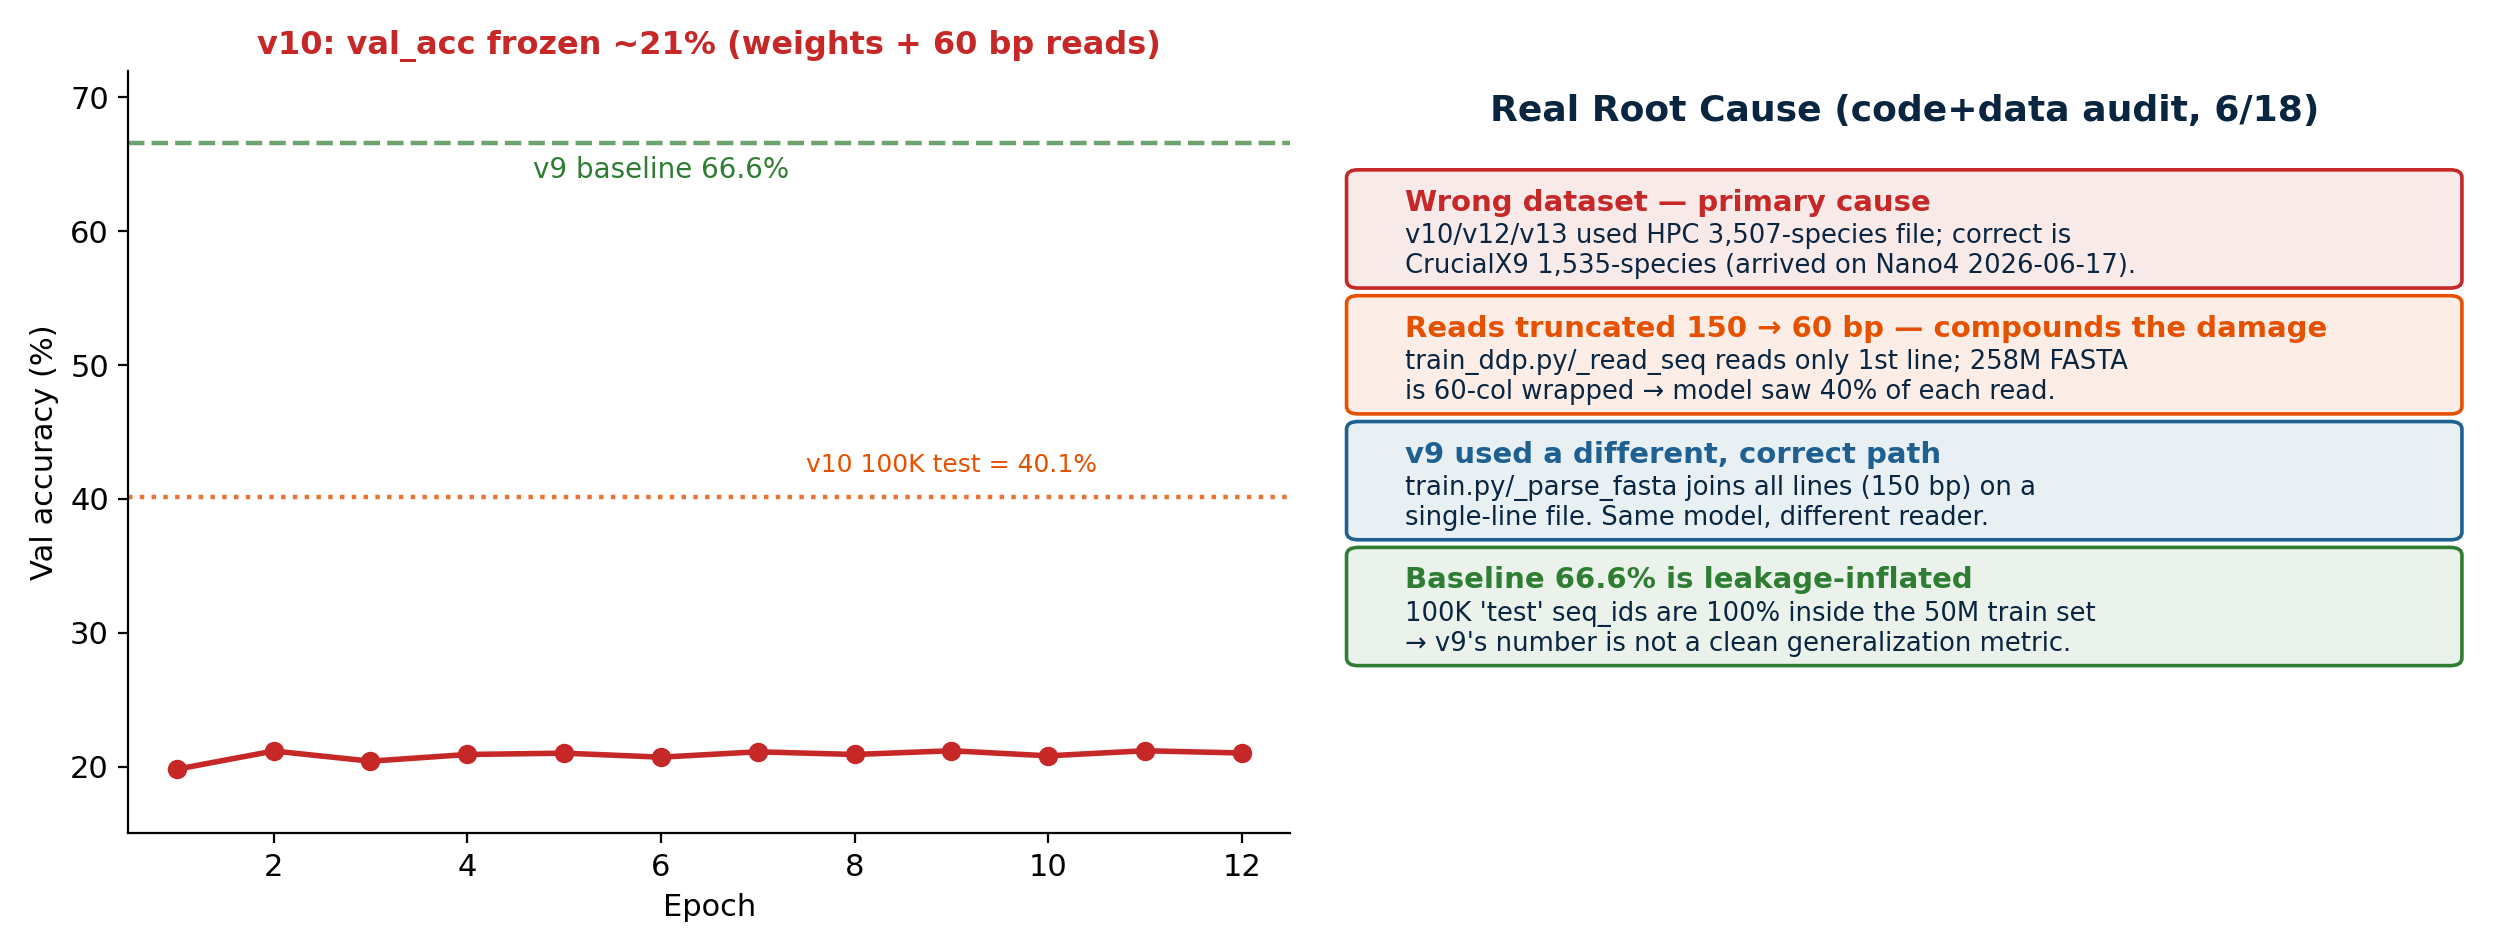 v10: val_acc frozen ~21% (weights + 60 bp reads)
70
60
50
40
30
20
Val accuracy (%)
v9 baseline 66.6%
v10 100K test = 40.1%
2
4
6
8
10
12
Epoch
Real Root Cause (code+data audit, 6/18)
Wrong dataset — primary cause
v10/v12/v13 used HPC 3,507-species file; correct is
CrucialX9 1,535-species (arrived on Nano4 2026-06-17).
Reads truncated 150 → 60 bp — compounds the damage
train_ddp.py/_read_seq reads only 1st line; 258M FASTA
is 60-col wrapped → model saw 40% of each read.
v9 used a different, correct path
train.py/_parse_fasta joins all lines (150 bp) on a
single-line file. Same model, different reader.
Baseline 66.6% is leakage-inflated
100K 'test' seq_ids are 100% inside the 50M train set
→ v9's number is not a clean generalization metric.